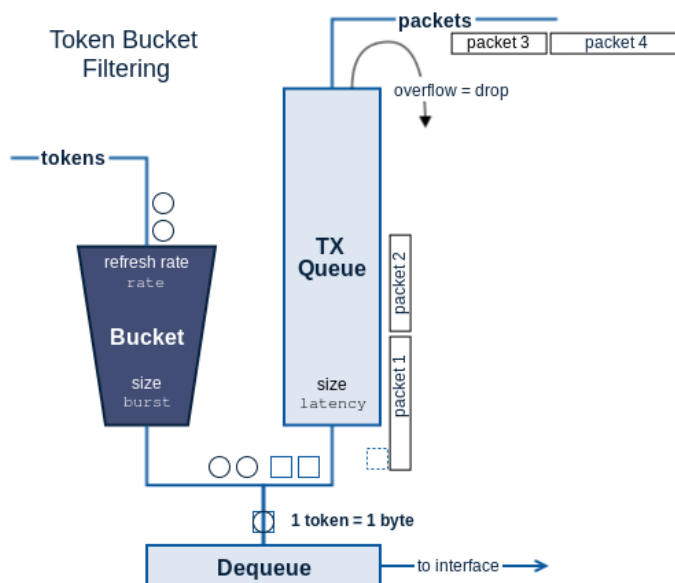 Token Bucket
Filtering
packets
packet 3
packet 4
overflow = drop
tokens
refresh rate
rate
Bucket
size
burst
TX
Queue
size
latency
packet 2
packet 1
1 token = 1 byte
Dequeue
to interface